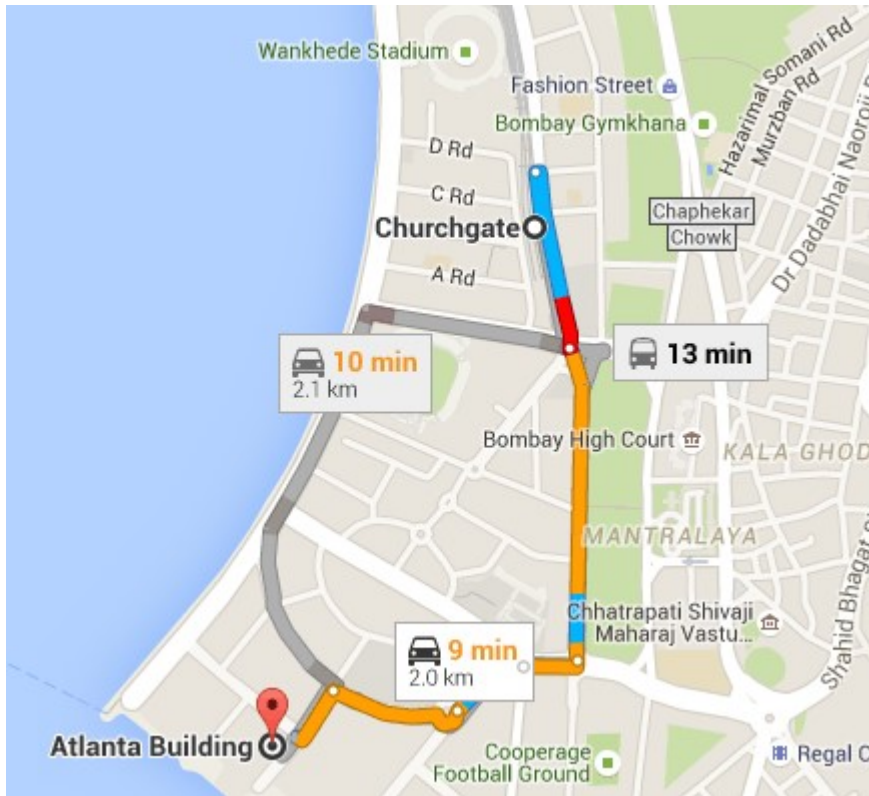 Wankhede Stadium
Hazarimal Somani Rd
Murzban Rd
Fashion Street
Bombay Gymkhana
D Rd
C Rd
Chaphekar
Chowk
Dr Dadabhai Naoroji
Churchgate
A Rd
10 min
2.1 km
13 min
Bombay High Court
KALA GHOD
MANTRALAYA
Chhatrapati Shivaji
Maharaj Vastu...
Shahid Bhagat
9 min
2.0 km
Atlanta Building
Cooperage
Football Ground
Regal C